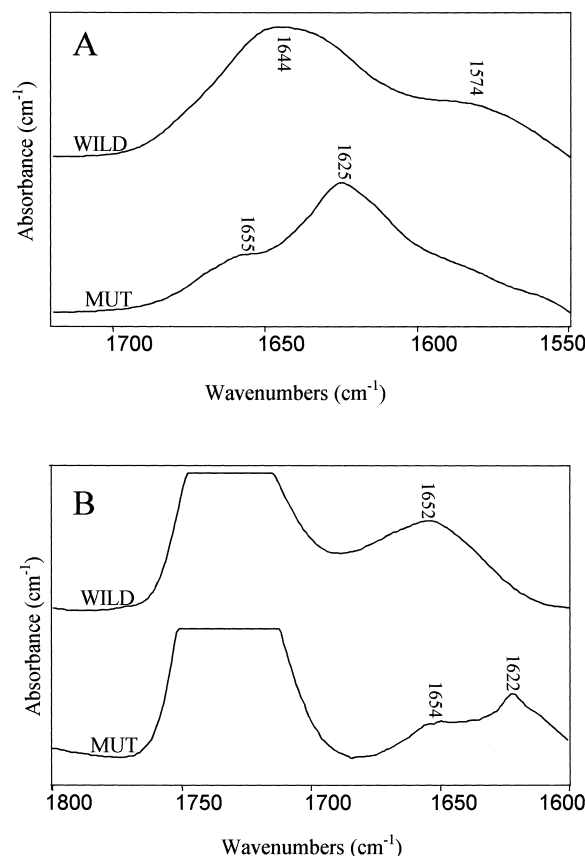 A
1644
1574
WILD
1625
1655
MUT
Absorbance (cm-1)
1700
1650
1600
1550
Wavenumbers (cm-1)
B
1652
WILD
1654
1622
MUT
Absorbance (cm-1)
1800
1750
1700
1650
1600
Wavenumbers (cm-1)